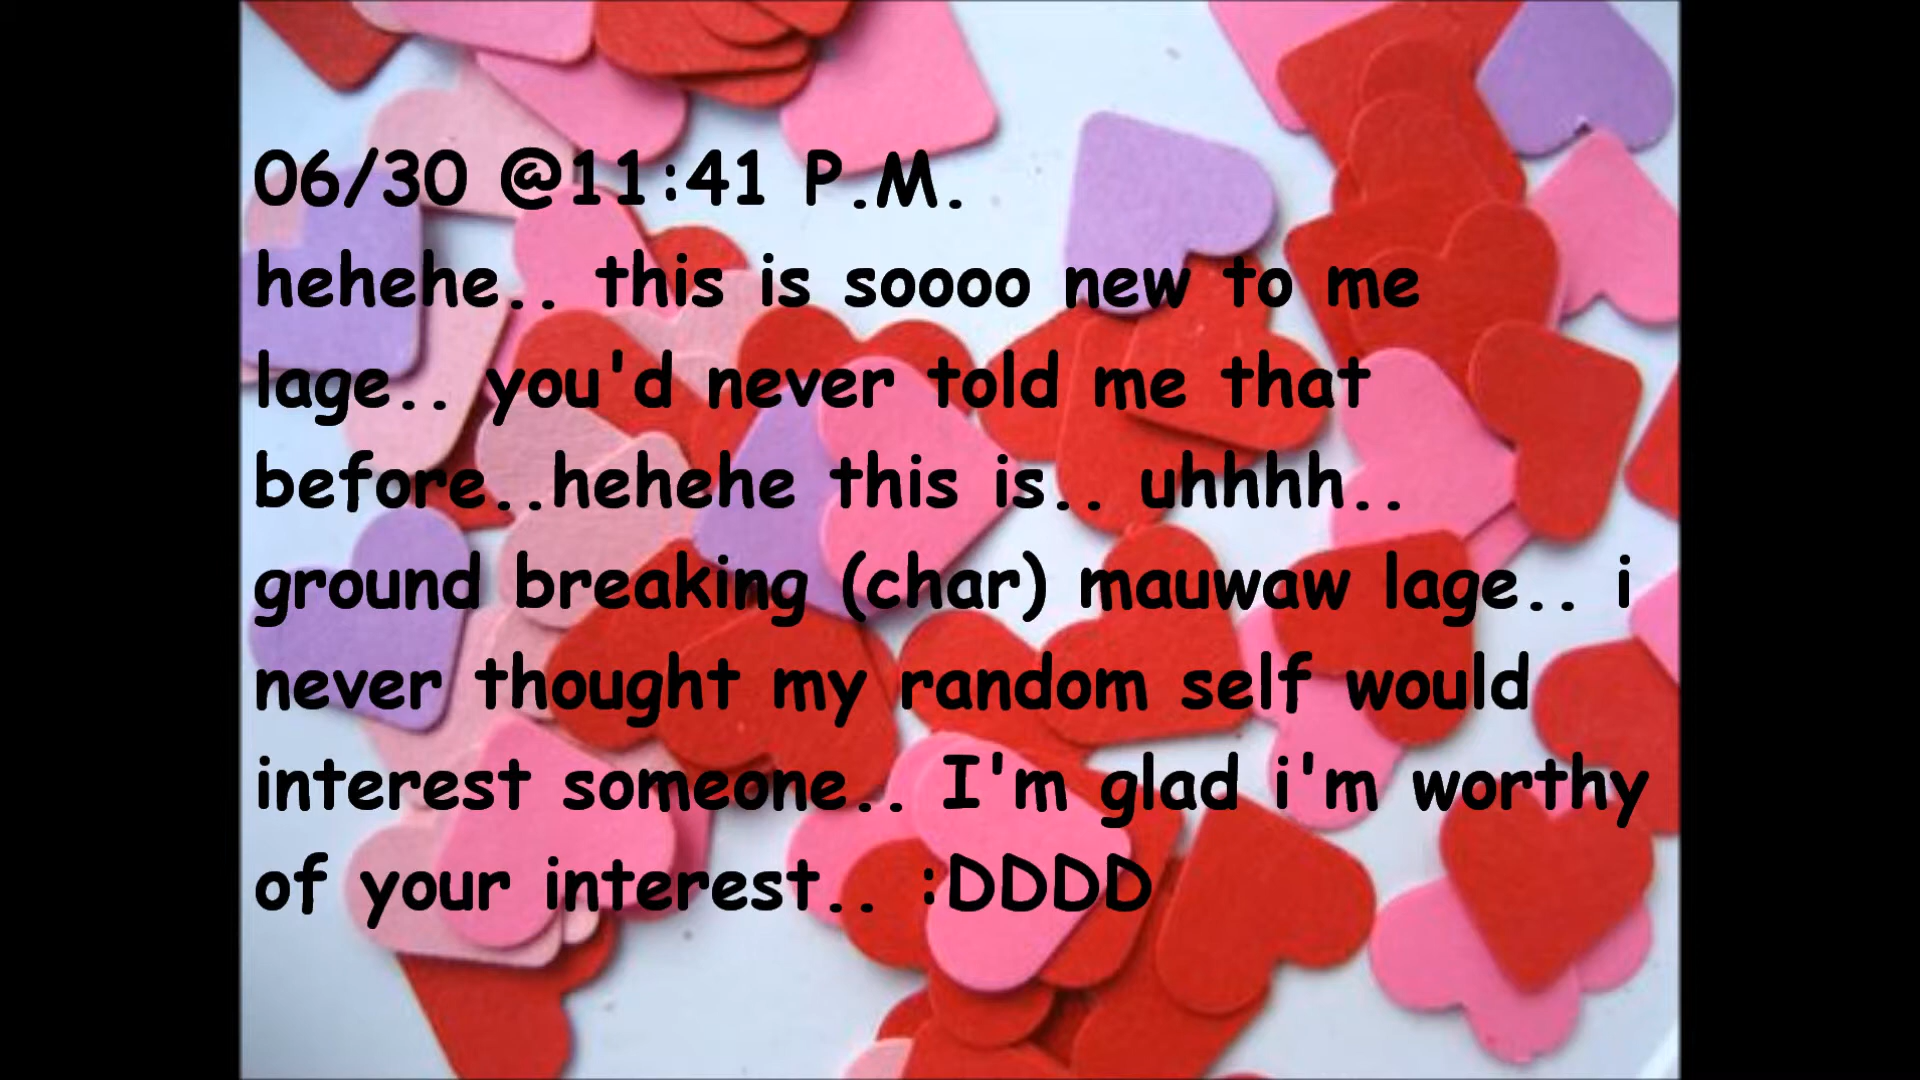 06/30 @11:41 P.M.
hehehe.. this is soooo new to me
lage.. you'd never told me that
before..hehehe this is.. uhhhh..
ground breaking (char) mauwaw lage.. i
never thought my random self would
interest someone.. I'm glad i'm worthy
of your interest.. :DDDD